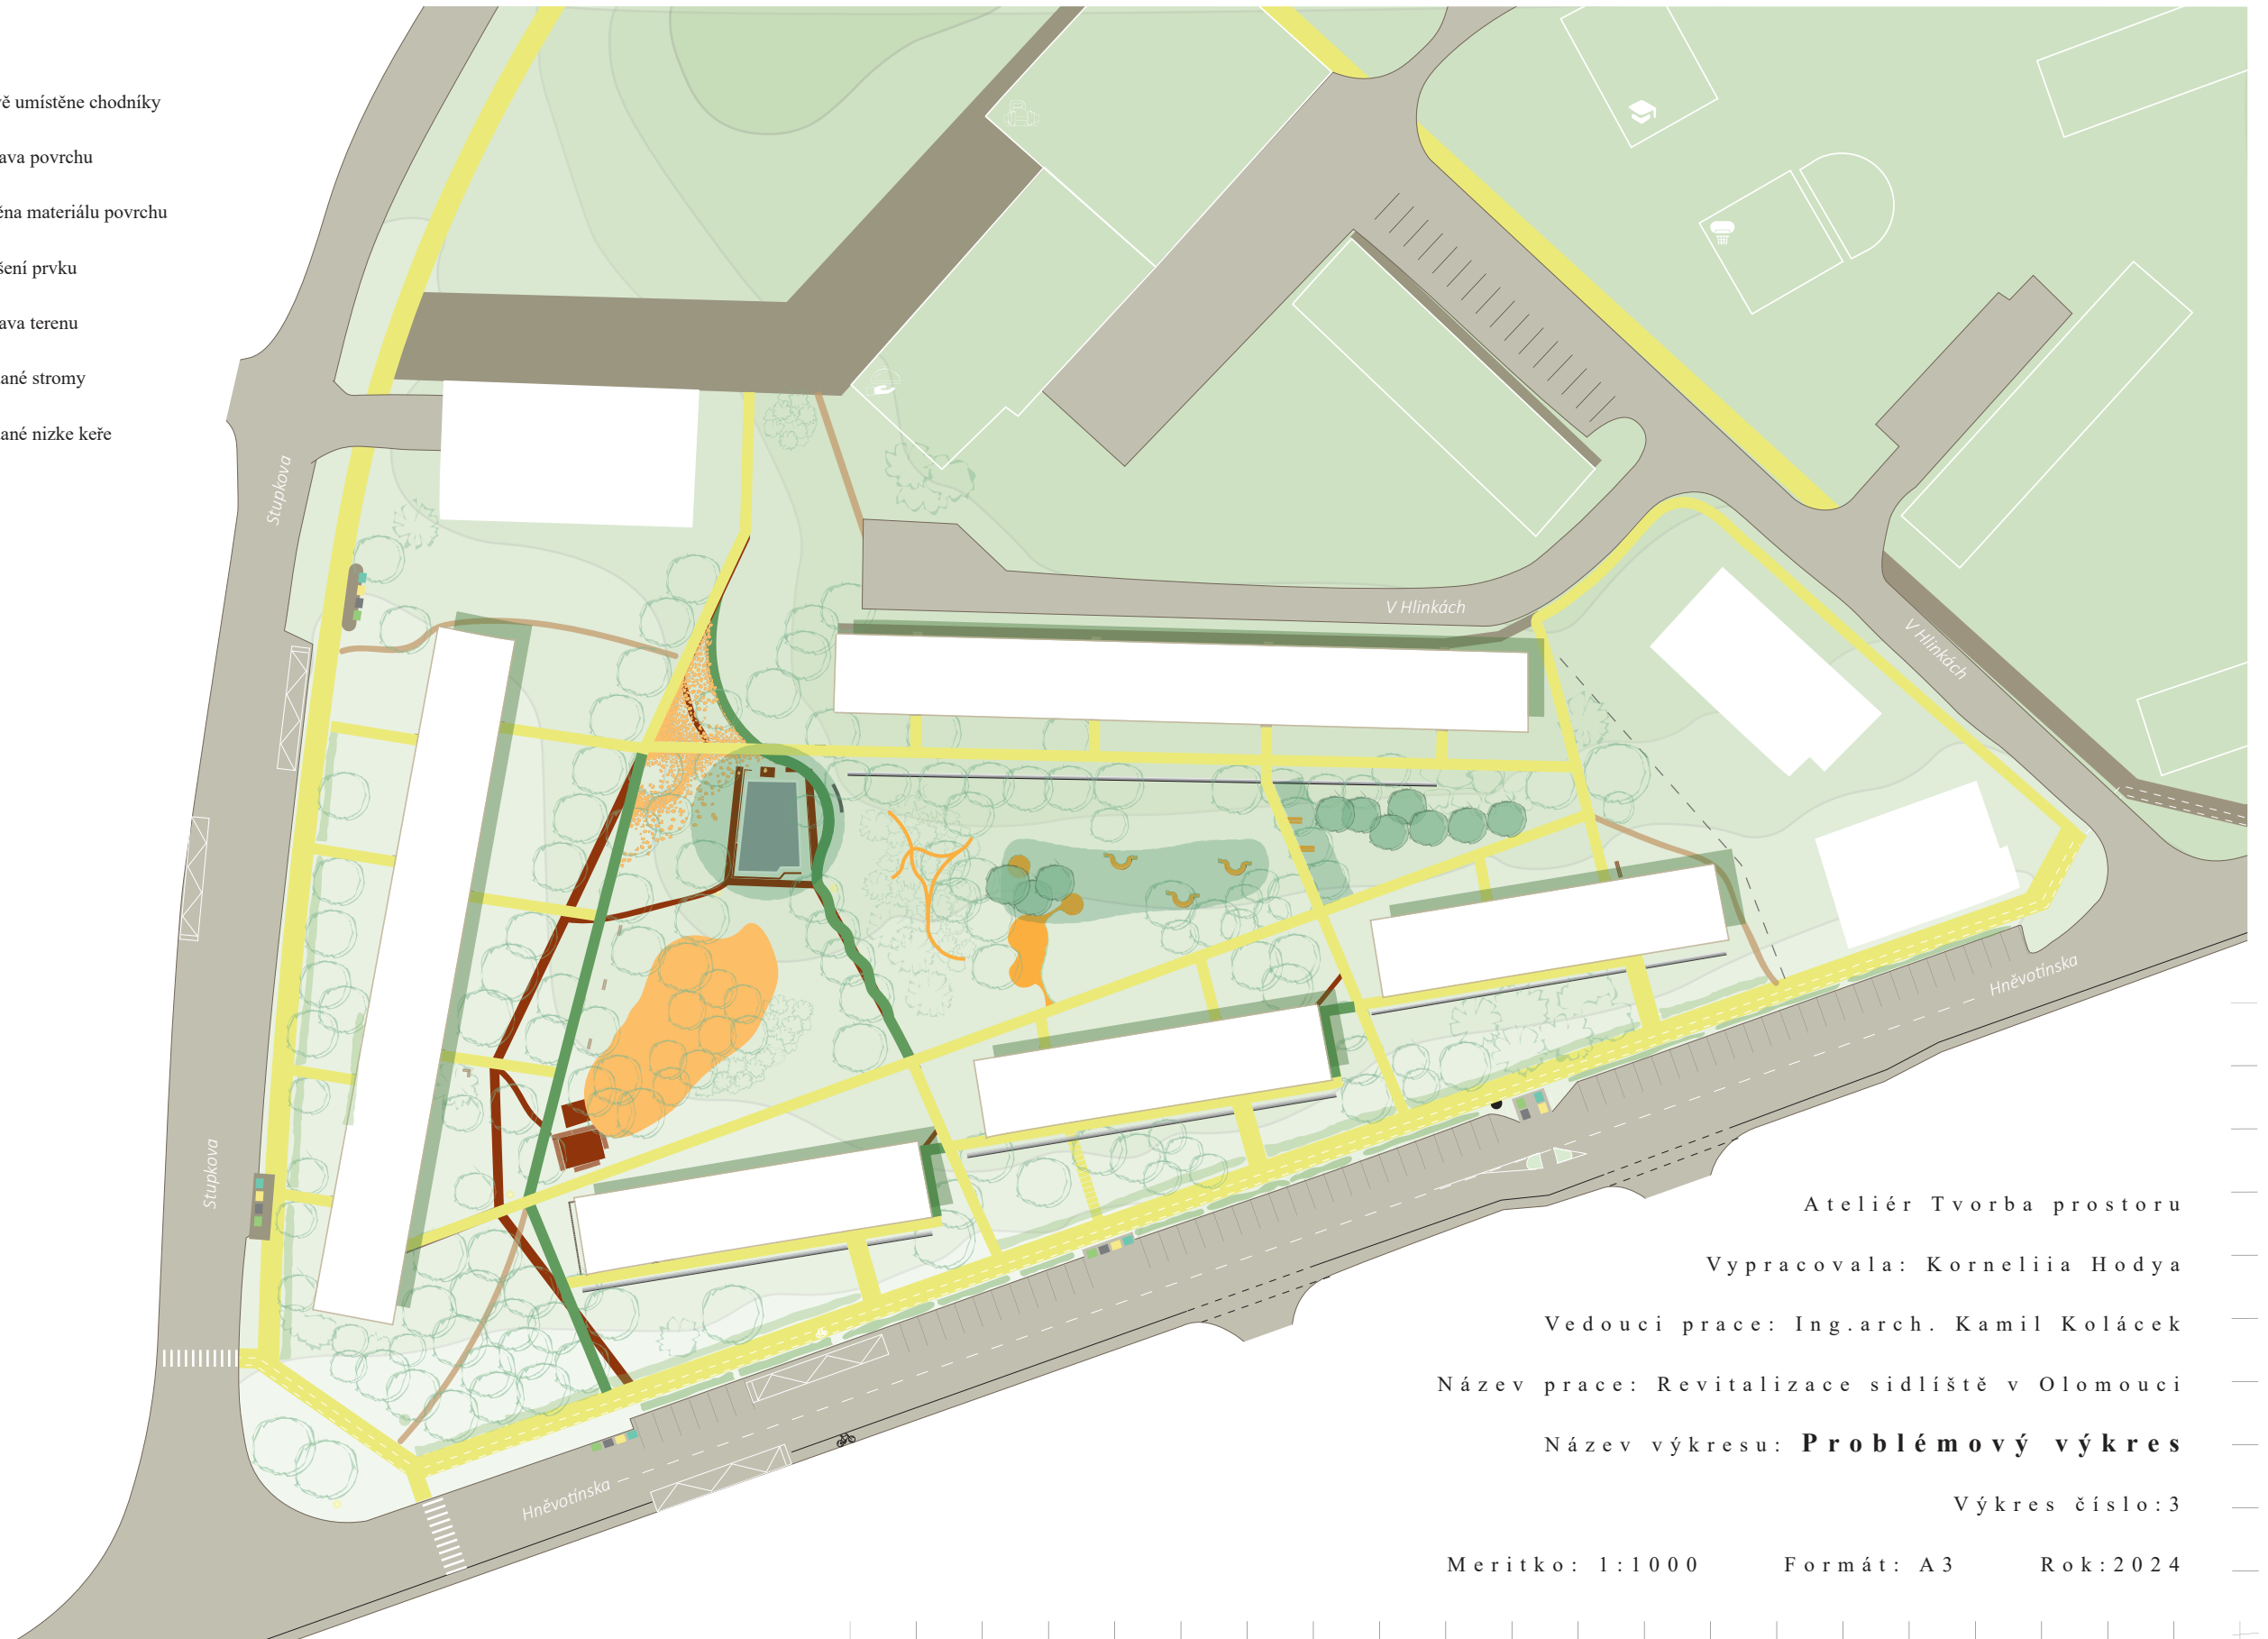 ě umístěne chodníky
ava povrchu
ěna materiálu povrchu
šení prvku
ava terenu
ané stromy
ané nizke keře
Stupkova
V Hlinkách
V Hlinkách
Hněvotínska
Stupkova
Hněvotínska
Ateliér Tvorba prostoru
Vypracovala: Korneliia Hodya
Vedouci prace: Ing.arch. Kamil Kolácek
Název prace: Revitalizace sidlíště v Olomouci
Název výkresu: Problémový výkres
Výkres číslo:3
Meritko: 1:1000 Formát: A3 Rok:2024